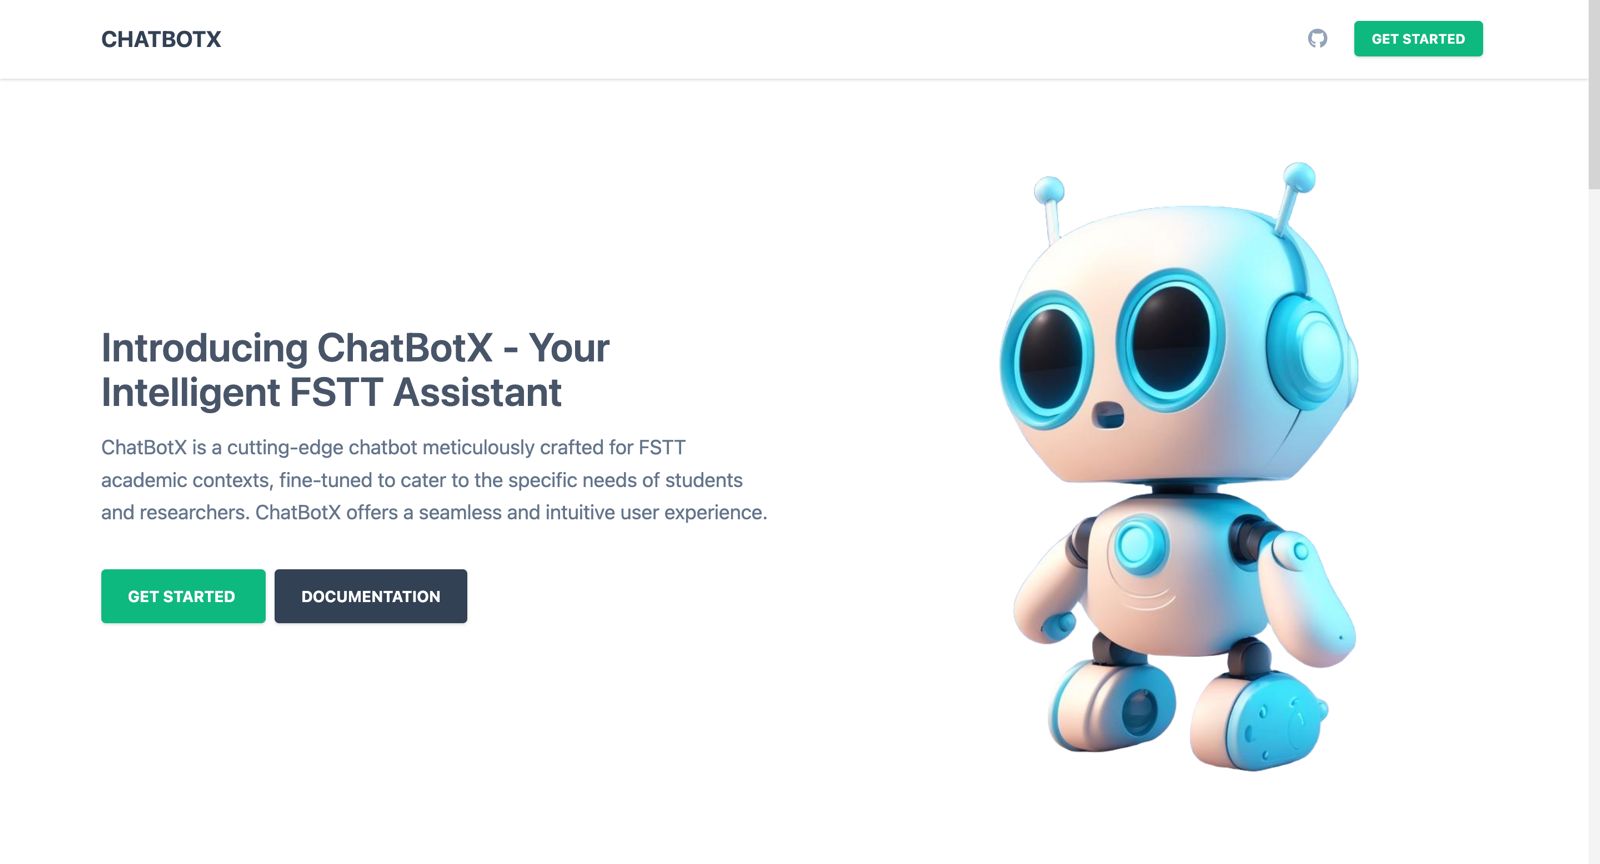 CHATBOTX
GET STARTED
Introducing ChatBotX - Your
Intelligent FSTT Assistant
ChatBotX is a cutting-edge chatbot meticulously crafted for FSTT
academic contexts, fine-tuned to cater to the specific needs of students
and researchers. ChatBotX offers a seamless and intuitive user experience.
GET STARTED
DOCUMENTATION